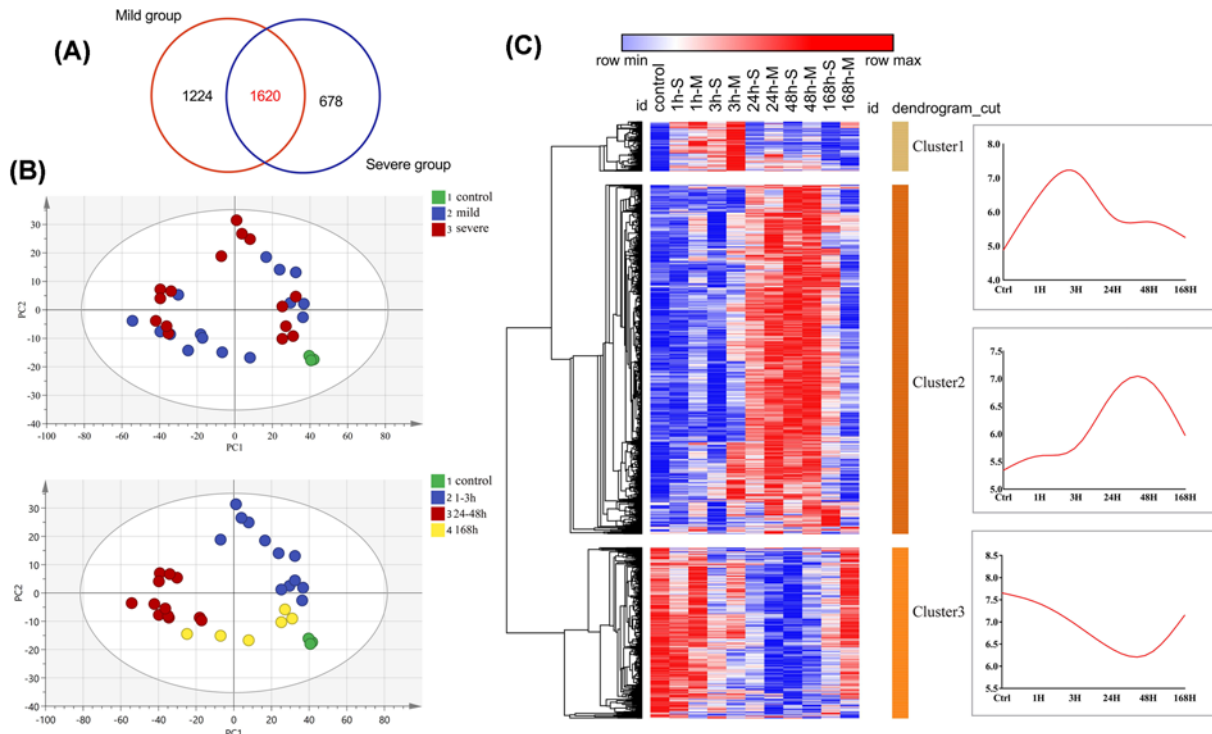 Mild group
(A)
1224
1620
678
Severe group
(B)
1 control
2 mild
3 severe
30
20
10
0
-10
-20
-30
-40
PC2
-100 -80 -60 -40 -20 0 20 40 60 80
PC1
1 control
2 1-3h
3 24-48h
4 168h
30
20
10
0
-10
-20
-30
-40
PC2
-100 -80 -60 -40 -20 0 20 40 60 80
PC1
(C)
row min row max
id control 1h-S 1h-M 3h-S 3h-M 24h-S 24h-M 48h-S 48h-M 168h-S 168h-M id dendrogram_cut
Cluster1
Cluster2
Cluster3
8.0
7.0
6.0
5.0
4.0
Ctrl 1H 3H 24H 48H 168H
7.5
7.0
6.5
6.0
5.5
5.0
Ctrl 1H 3H 24H 48H 168H
8.5
8.0
7.5
7.0
6.5
6.0
5.5
Ctrl 1H 3H 24H 48H 168H